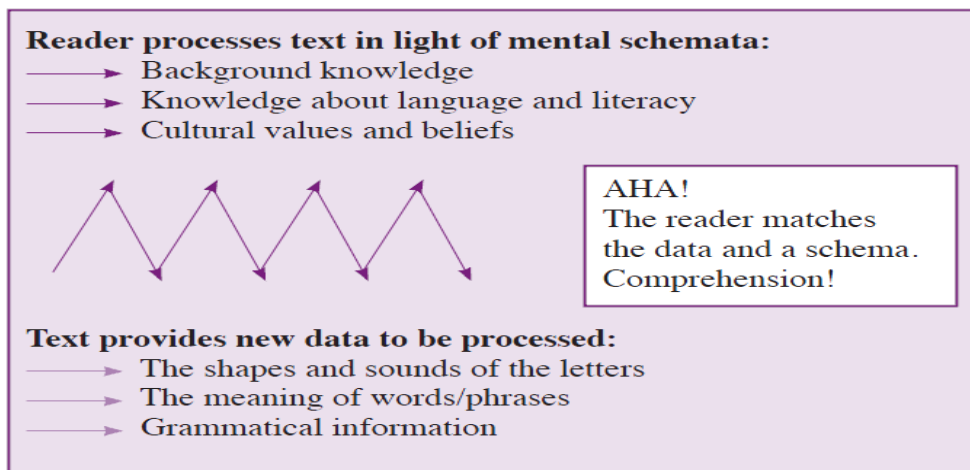 Reader processes text in light of mental schemata:
Background knowledge
Knowledge about language and literacy
Cultural values and beliefs
AHA!
The reader matches
the data and a schema.
Comprehension!
Text provides new data to be processed:
The shapes and sounds of the letters
The meaning of words/phrases
Grammatical information